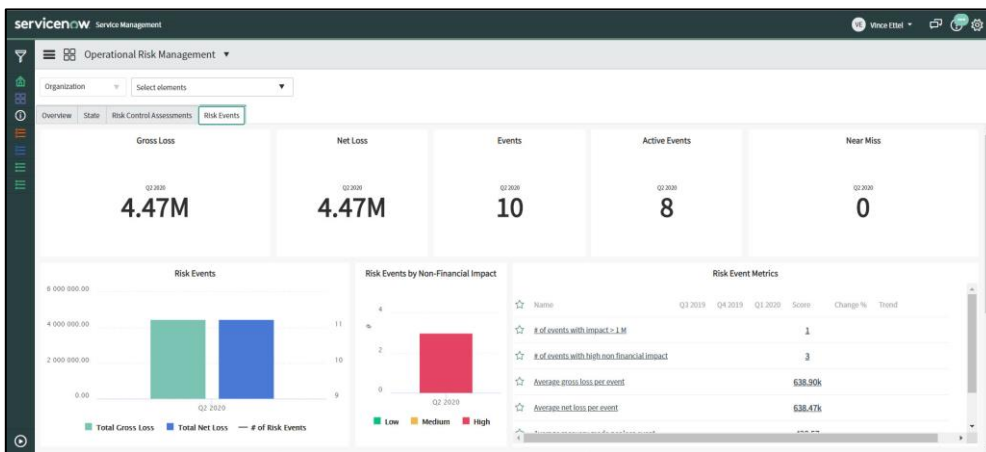 servicenow Service Management
VE Vince Ettel
Operational Risk Management
Organization Select elements
Overview State Risk Control Assessments Risk Events
Gross Loss
Q2 2020
4.47M
Net Loss
Q2 2020
4.47M
Events
Q2 2020
10
Active Events
Q2 2020
8
Near Miss
Q2 2020
0
Risk Events
6 000 000.00
4 000 000.00
2 000 000.00
0.00
11
10
9
Q2 2020
Total Gross Loss Total Net Loss # of Risk Events
Risk Events by Non-Financial Impact
#
4
2
0
Q2 2020
Low Medium High
Risk Event Metrics
Name Q3 2019 Q4 2019 Q1 2020 Score Change % Trend
# of events with impact > 1 M 1
# of events with high non financial impact 3
Average gross loss per event 638.90k
Average net loss per event 638.47k